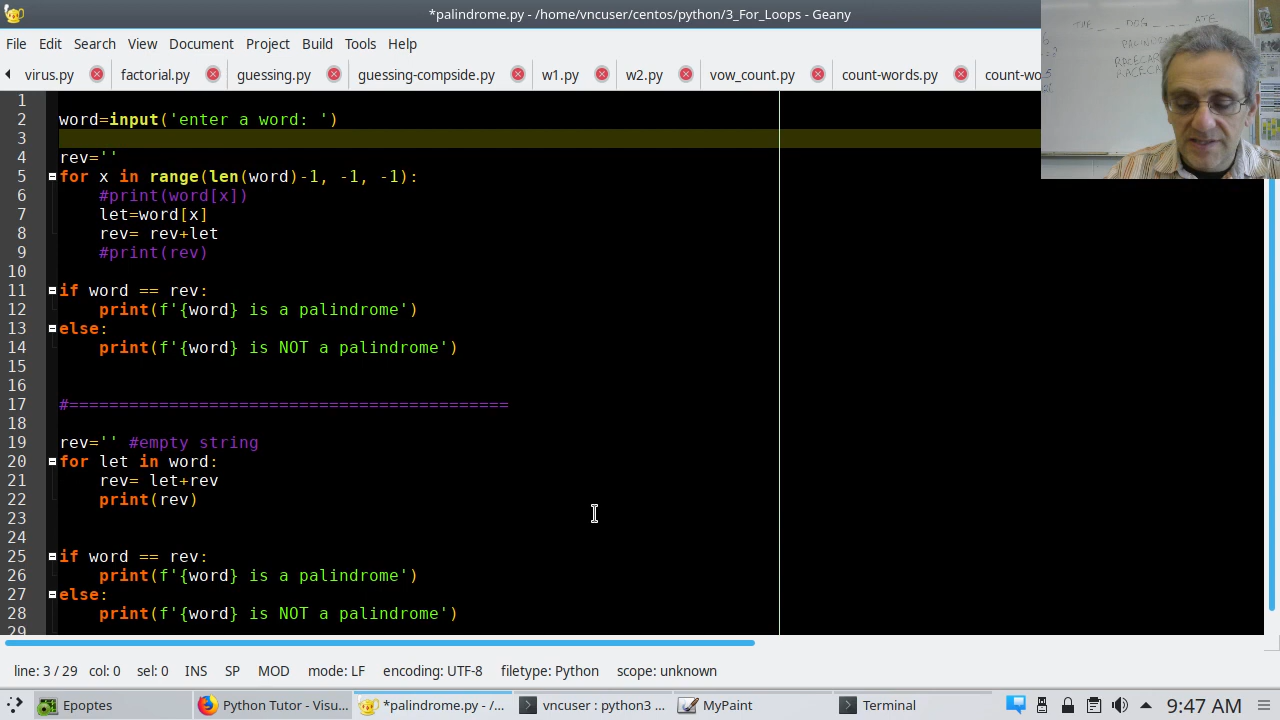 *palindrome.py - /home/vncuser/centos/python/3_For_Loops - Geany
File Edit Search View Document Project Build Tools Help
virus.py factorial.py guessing.py guessing-compside.py w1.py w2.py vow_count.py count-words.py count-wo
1
2 word=input('enter a word: ')
3
4 rev=''
5 for x in range(len(word)-1, -1, -1):
6 #print(word[x])
7 let=word[x]
8 rev= rev+let
9 #print(rev)
10
11 if word == rev:
12 print(f'{word} is a palindrome')
13 else:
14 print(f'{word} is NOT a palindrome')
15
16
17 #============================================
18
19 rev='' #empty string
20 for let in word:
21 rev= let+rev
22 print(rev)
23
24
25 if word == rev:
26 print(f'{word} is a palindrome')
27 else:
28 print(f'{word} is NOT a palindrome')
29
line: 3 / 29 col: 0 sel: 0 INS SP MOD mode: LF encoding: UTF-8 filetype: Python scope: unknown
Epoptes Python Tutor - Visu... *palindrome.py - /... vncuser : python3 ... MyPaint Terminal 9:47 AM
THE DOG ATE